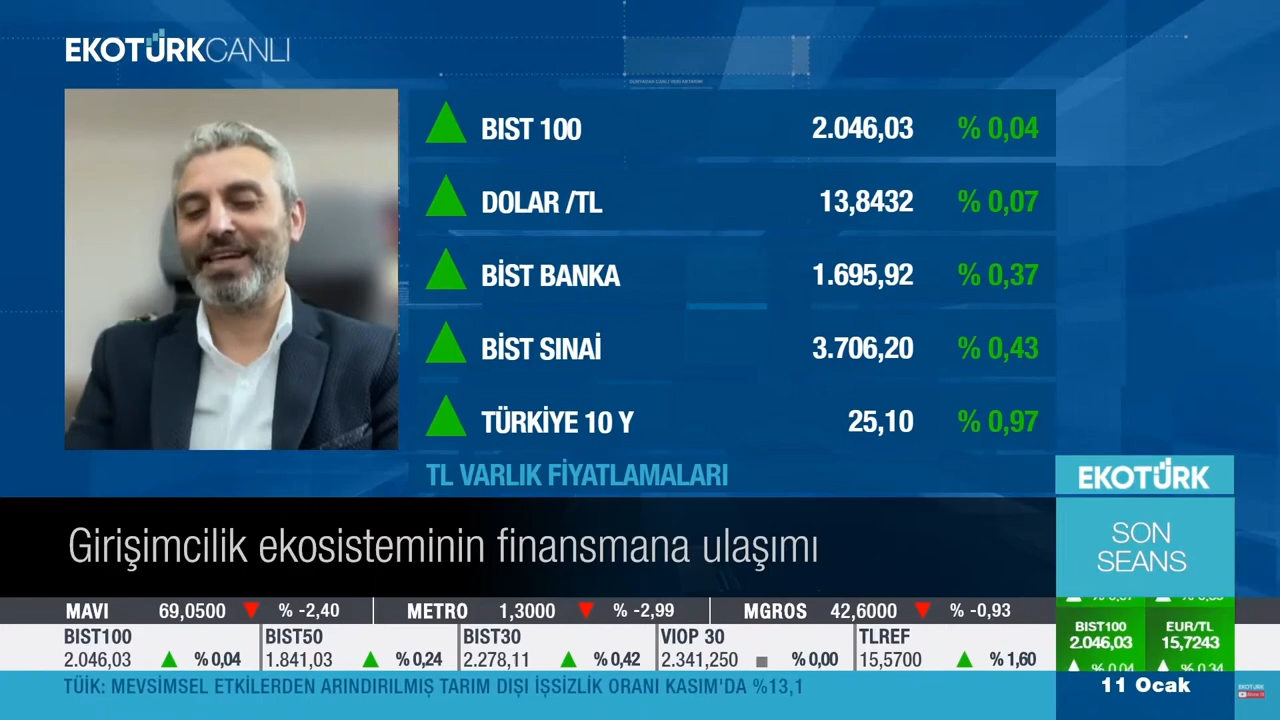 EKOTÜRK CANLI
BIST 100 2.046,03 % 0,04
DOLAR /TL 13,8432 % 0,07
BİST BANKA 1.695,92 % 0,37
BİST SINAİ 3.706,20 % 0,43
TÜRKİYE 10 Y 25,10 % 0,97
TL VARLIK FİYATLAMALARI
EKOTÜRK
SON
SEANS
Girişimcilik ekosisteminin finansmana ulaşımı
MAVI 69,0500 % -2,40 METRO 1,3000 % -2,99 MGROS 42,6000 % -0,93
BIST100 BIST50 BIST30 VIOP 30 TLREF
2.046,03 % 0,04 1.841,03 % 0,24 2.278,11 % 0,42 2.341,250 % 0,00 15,5700 % 1,60
BIST100 EUR/TL
2.046,03 15,7243
% 0,04 % 0,34
TÜİK: MEVSİMSEL ETKİLERDEN ARINDIRILMIŞ TARIM DIŞI İŞSİZLİK ORANI KASIM'DA %13,1
11 Ocak
EKOTÜRK